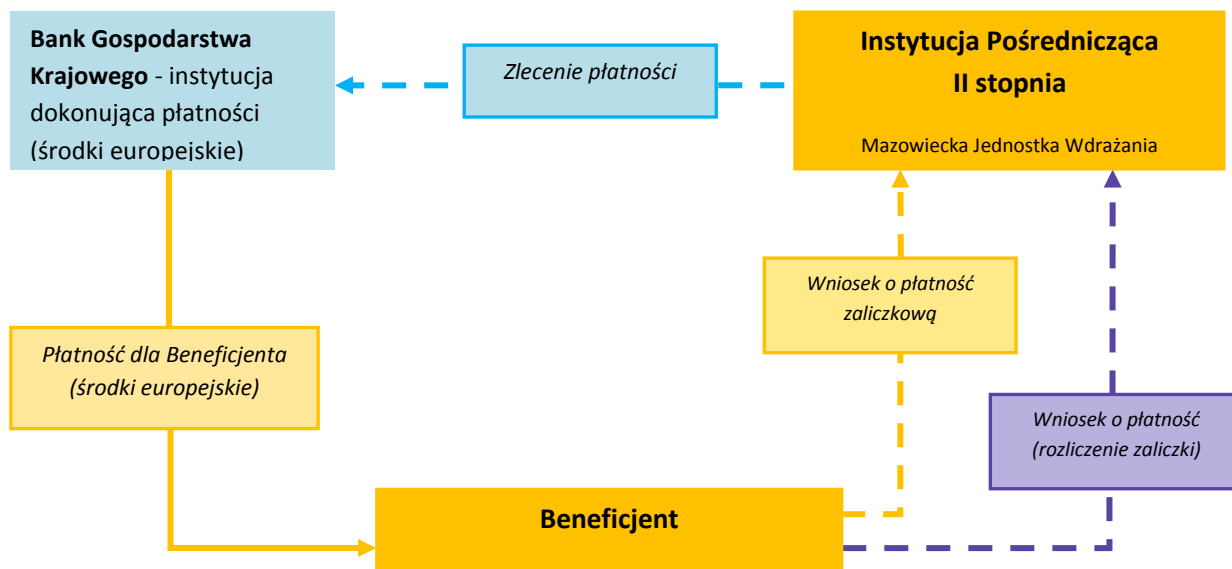 Bank Gospodarstwa
Krajowego - instytucja
dokonująca płatności
(środki europejskie)
Zlecenie płatności
Instytucja Pośrednicząca
II stopnia
Mazowiecka Jednostka Wdrażania
Wniosek o płatność
zaliczkową
Płatność dla Beneficjenta
(środki europejskie)
Wniosek o płatność
(rozliczenie zaliczki)
Beneficjent